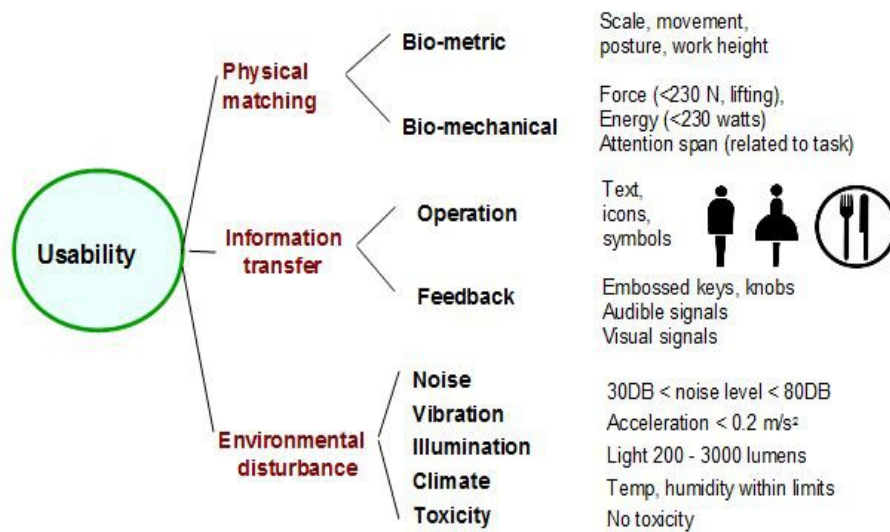 Usability
Physical
matching
Bio-metric
Scale, movement,
posture, work height
Bio-mechanical
Force (<230 N, lifting),
Energy (<230 watts)
Attention span (related to task)
Information
transfer
Operation
Text,
icons,
symbols
Feedback
Embossed keys, knobs
Audible signals
Visual signals
Environmental
disturbance
Noise
30DB < noise level < 80DB
Vibration
Acceleration < 0.2 m/s²
Illumination
Light 200 - 3000 lumens
Climate
Temp, humidity within limits
Toxicity
No toxicity